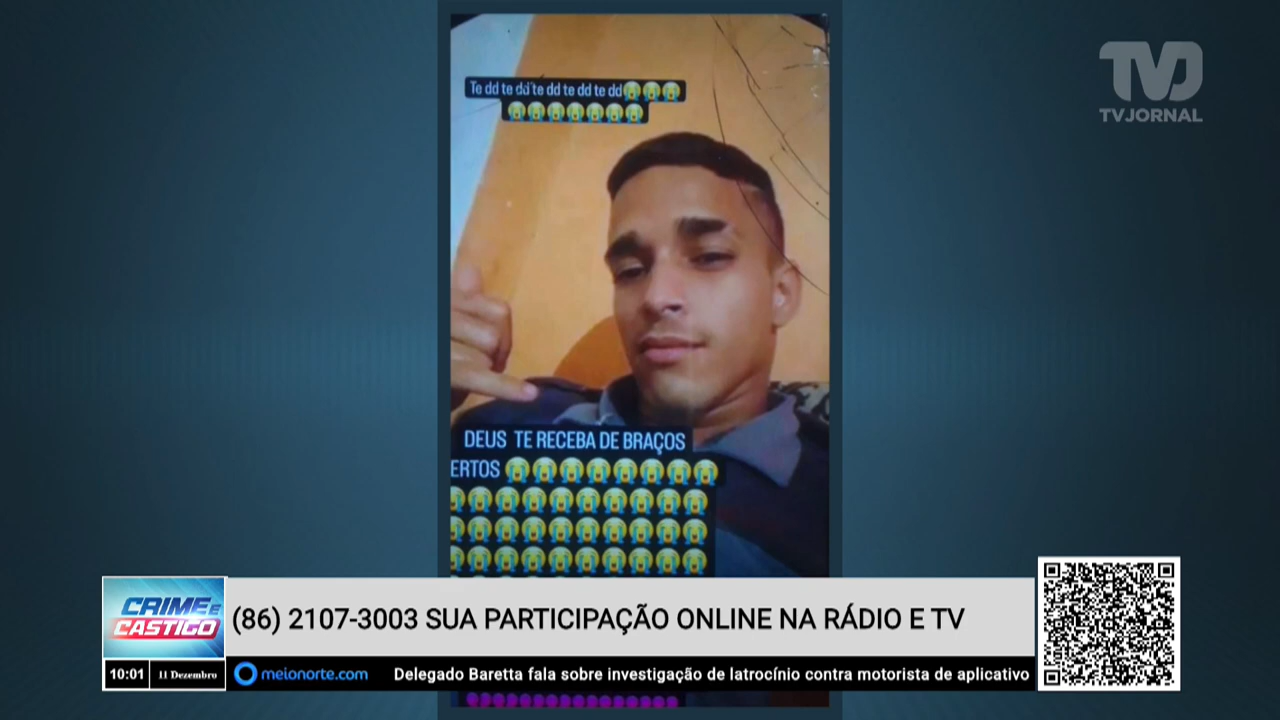 TVJ
TVJORNAL
Te dd te dd te dd te dd te dd😭😭😭
😭😭😭😭😭😭😭
DEUS TE RECEBA DE BRAÇOS
ERTOS 😭😭😭😭😭😭😭😭
😭😭😭😭😭😭😭😭😭😭
😭😭😭😭😭😭😭😭😭😭
😭😭😭😭😭😭😭😭😭😭
CRIME E
CASTIGO
(86) 2107-3003 SUA PARTICIPAÇÃO ONLINE NA RÁDIO E TV
10:01 11 Dezembro meionorte.com Delegado Baretta fala sobre investigação de latrocínio contra motorista de aplicativo